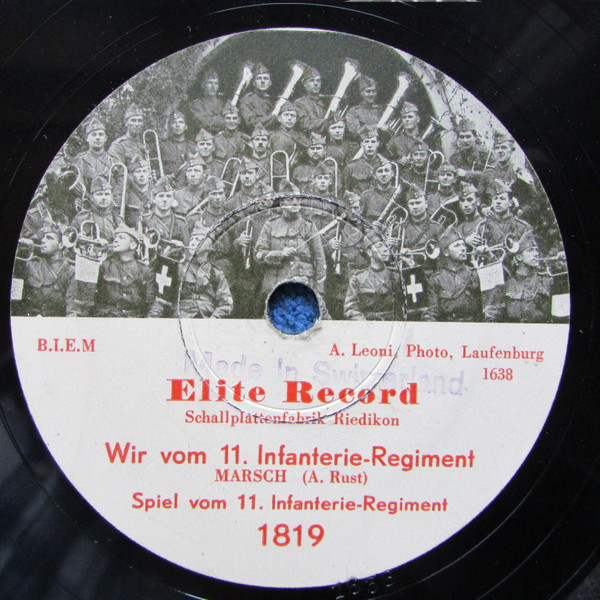 B.I.E.M
A. Leoni, Photo, Laufenburg
1638
Made in Switzerland
Elite Record
Schallplattenfabrik Riedikon
Wir vom 11. Infanterie-Regiment
MARSCH (A. Rust)
Spiel vom 11. Infanterie-Regiment
1819